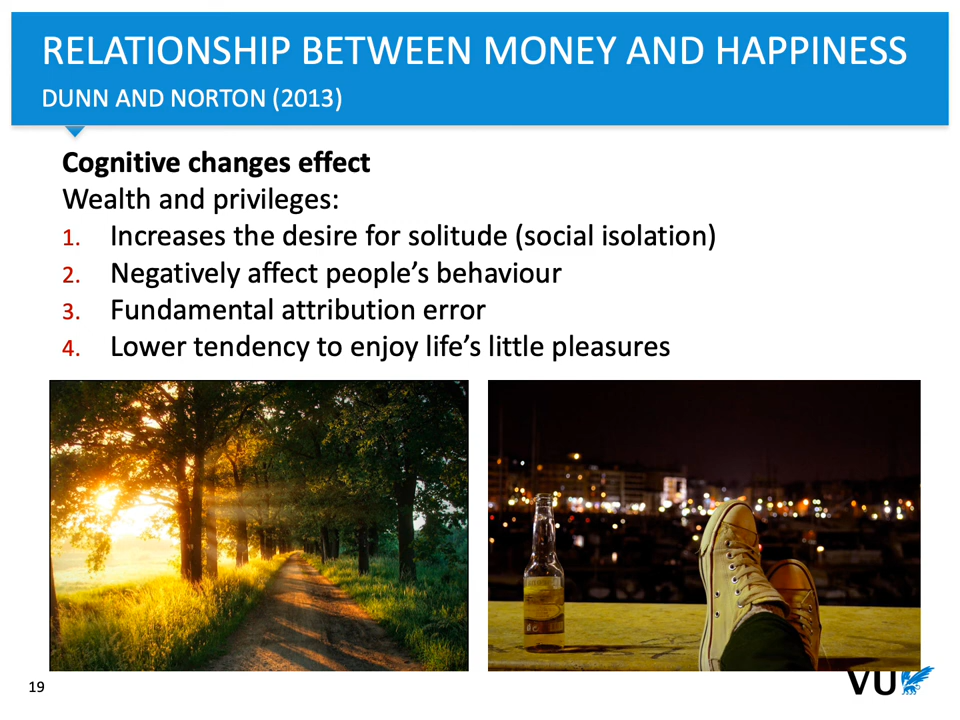 RELATIONSHIP BETWEEN MONEY AND HAPPINESS
DUNN AND NORTON (2013)
Cognitive changes effect
Wealth and privileges:
1. Increases the desire for solitude (social isolation)
2. Negatively affect people’s behaviour
3. Fundamental attribution error
4. Lower tendency to enjoy life’s little pleasures
19
VU